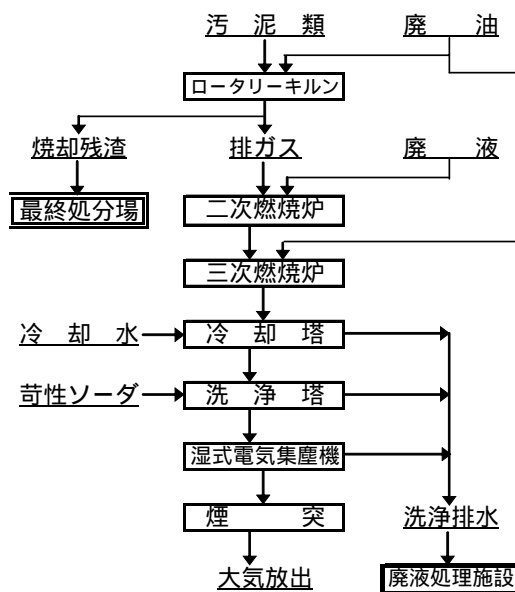 汚　泥　類　廃　油
ロータリーキルン
焼却残渣　排ガス　廃　液
最終処分場　二次燃焼炉
三次燃焼炉
冷　却　水　冷　却　塔
苛性ソーダ　洗　浄　塔
湿式電気集塵機
煙　突　洗浄排水
大気放出　廃液処理施設